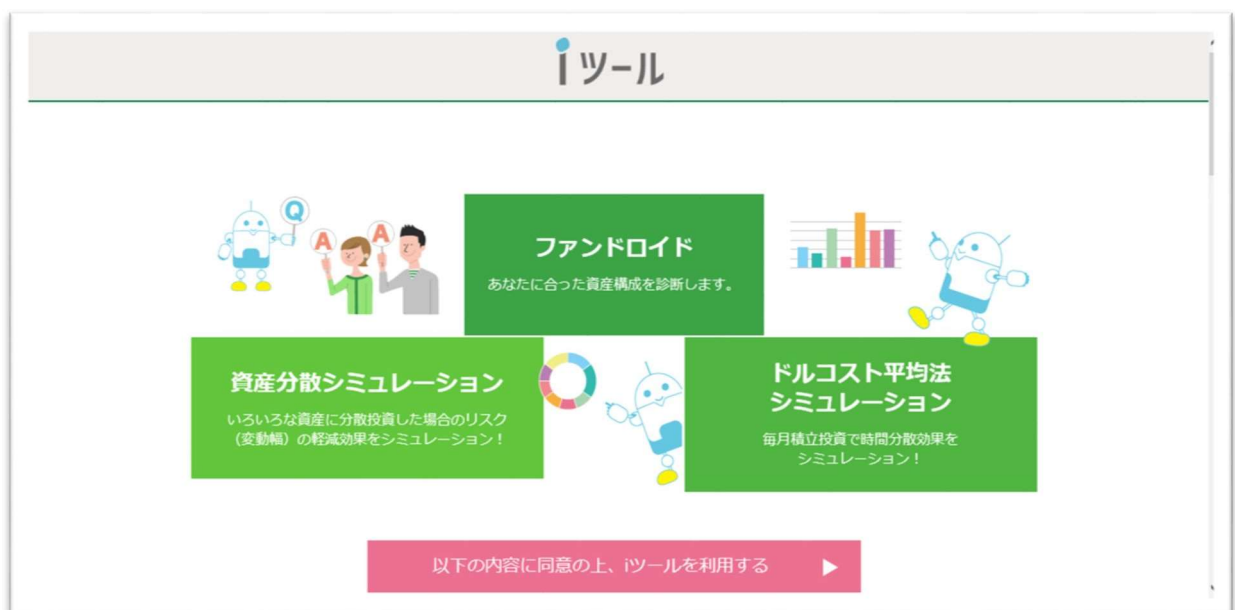 iツール
Q
A
A
ファンドロイド
あなたに合った資産構成を診断します。
資産分散シミュレーション
いろいろな資産に分散投資した場合のリスク
（変動幅）の軽減効果をシミュレーション！
ドルコスト平均法
シミュレーション
毎月積立投資で時間分散効果を
シミュレーション！
以下の内容に同意の上、iツールを利用する